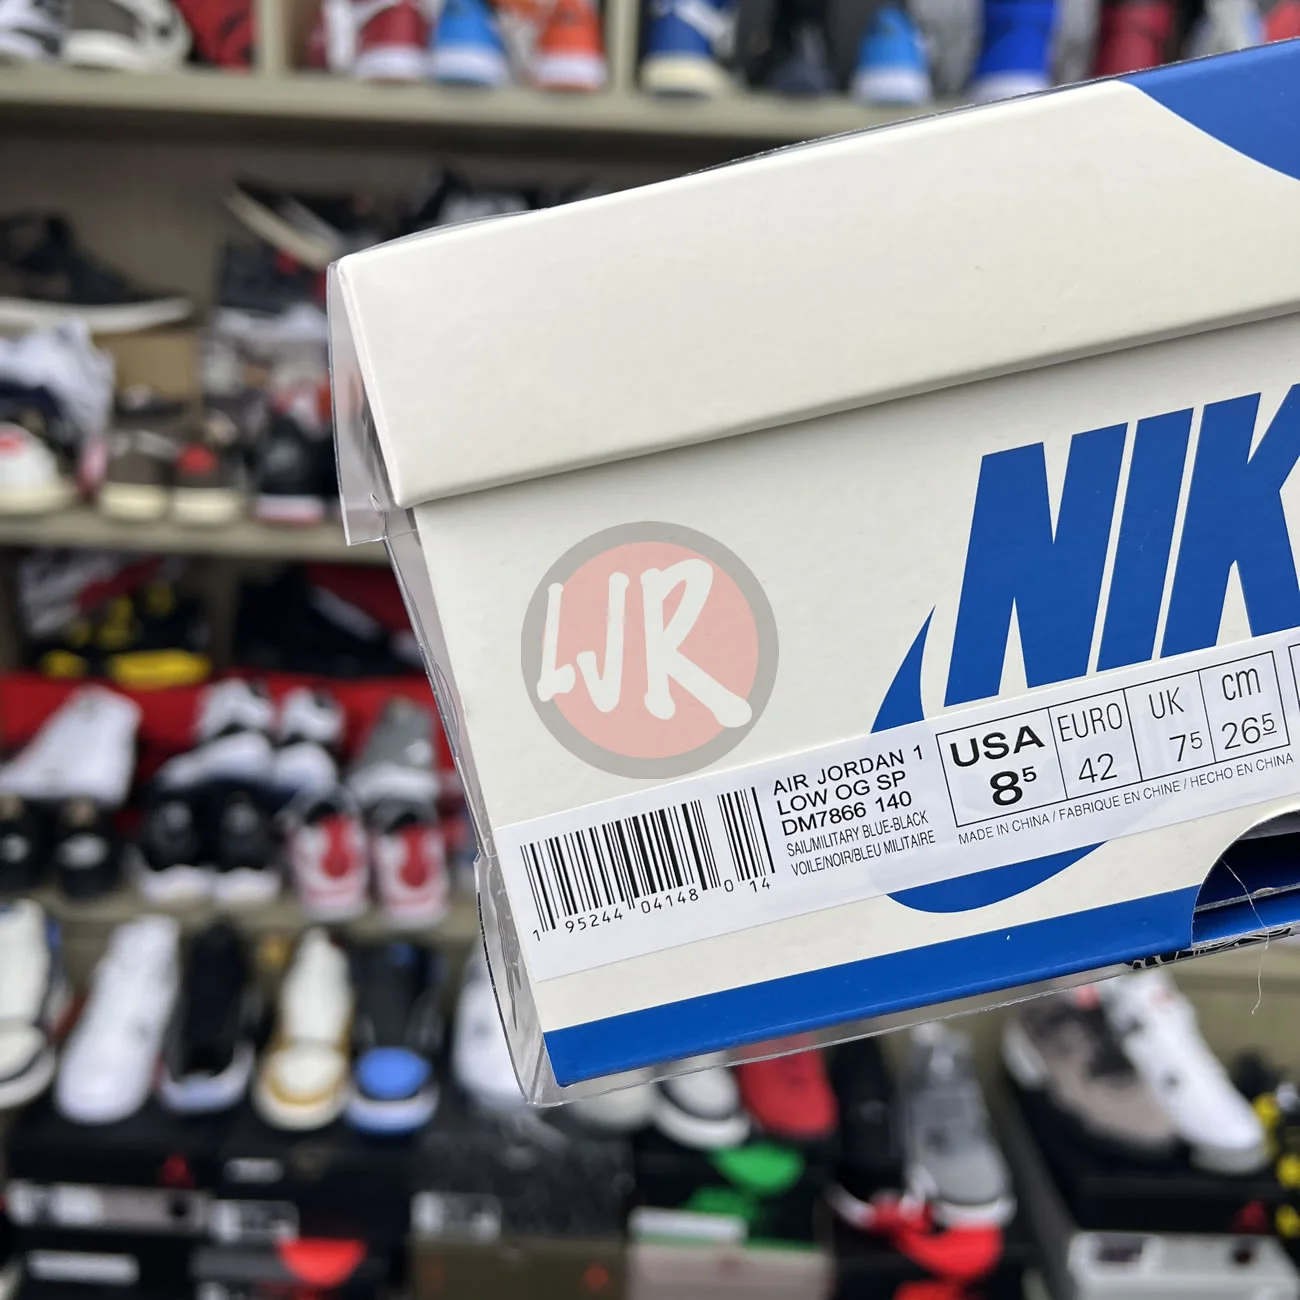 NIK
LJR
AIR JORDAN 1
LOW OG SP
DM7866 140
SAIL/MILITARY BLUE-BLACK
VOILE/NOIR/BLEU MILITAIRE
USA
8⁵
EURO
42
UK
7⁵
cm
26⁵
MADE IN CHINA / FABRIQUE EN CHINE / HECHO EN CHINA
1 95244 04148 0 14